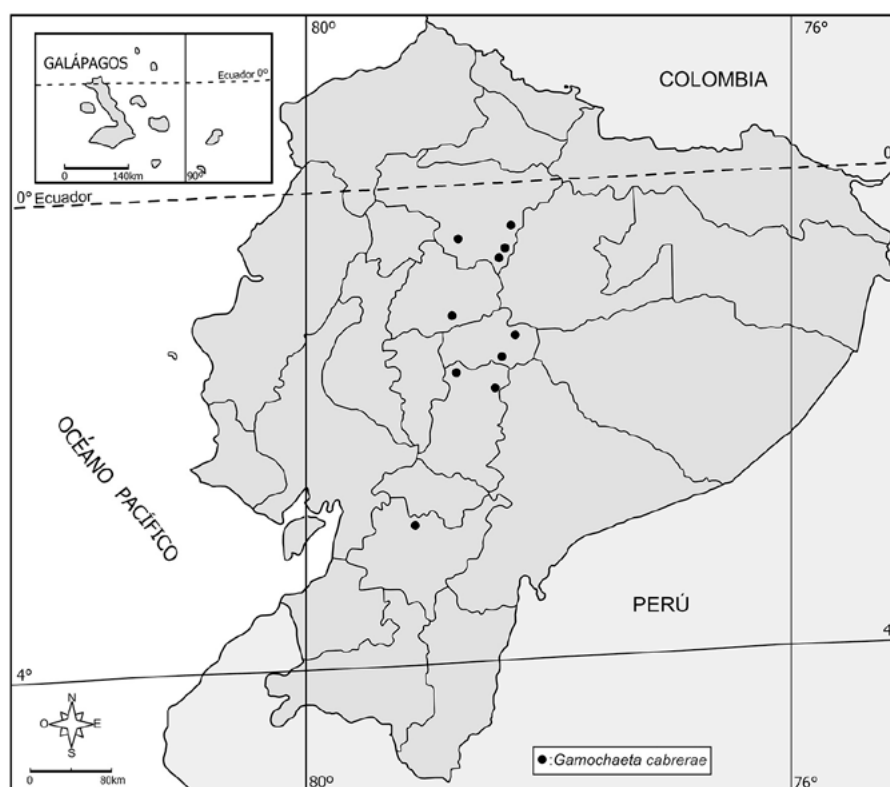 80º
76º
GALÁPAGOS
Ecuador 0º
0
140km
90º
COLOMBIA
0
0º Ecuador
OCÉANO PACÍFICO
PERÚ
4
4º
N
O
E
S
0
80km
●:Gamochaeta cabrerae
80º
76º